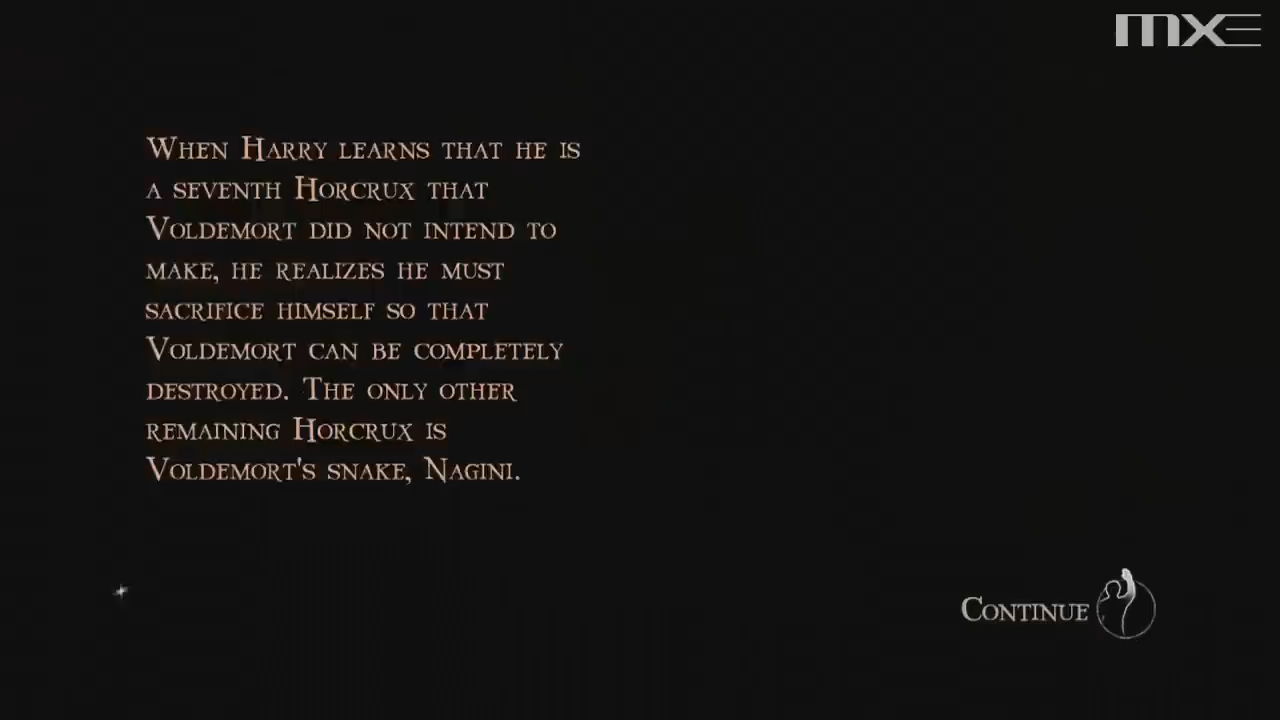 MXE
When Harry learns that he is
a seventh Horcrux that
Voldemort did not intend to
make, he realizes he must
sacrifice himself so that
Voldemort can be completely
destroyed. The only other
remaining Horcrux is
Voldemort's snake, Nagini.
Continue